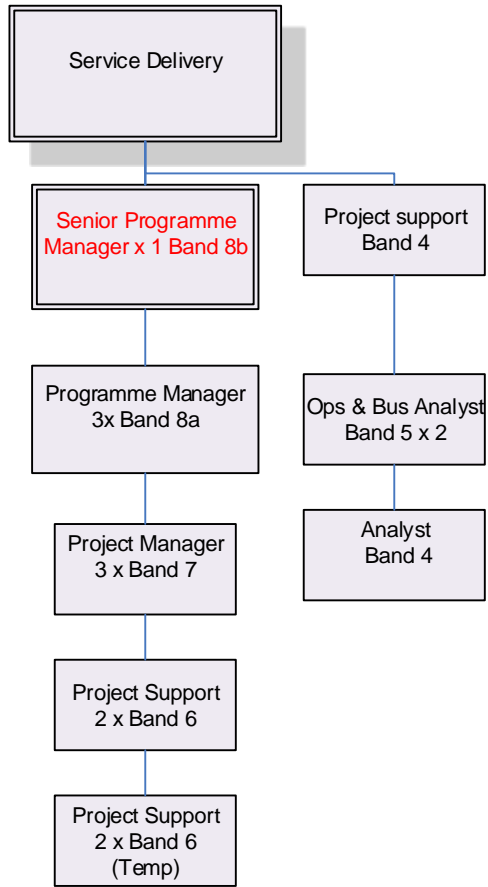 Service Delivery
Senior Programme
Manager x 1 Band 8b
Project support
Band 4
Programme Manager
3x Band 8a
Ops & Bus Analyst
Band 5 x 2
Project Manager
3 x Band 7
Analyst
Band 4
Project Support
2 x Band 6
Project Support
2 x Band 6
(Temp)